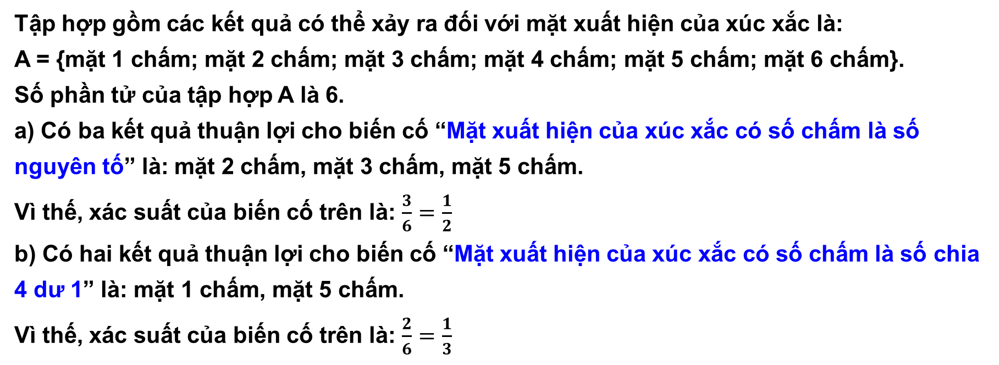 Tập hợp gồm các kết quả có thể xảy ra đối với mặt xuất hiện của xúc xắc là:
A = {mặt 1 chấm; mặt 2 chấm; mặt 3 chấm; mặt 4 chấm; mặt 5 chấm; mặt 6 chấm}.
Số phần tử của tập hợp A là 6.
a) Có ba kết quả thuận lợi cho biến cố “Mặt xuất hiện của xúc xắc có số chấm là số
nguyên tố” là: mặt 2 chấm, mặt 3 chấm, mặt 5 chấm.
Vì thế, xác suất của biến cố trên là: 3/6 = 1/2
b) Có hai kết quả thuận lợi cho biến cố “Mặt xuất hiện của xúc xắc có số chấm là số chia
4 dư 1” là: mặt 1 chấm, mặt 5 chấm.
Vì thế, xác suất của biến cố trên là: 2/6 = 1/3